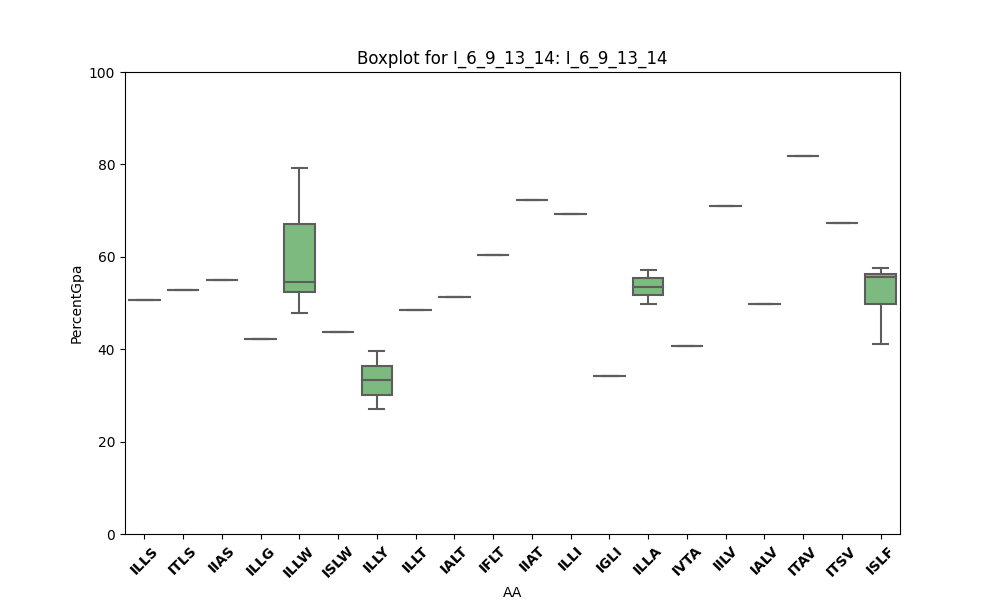 Boxplot for I_6_9_13_14: I_6_9_13_14
100
80
60
40
20
0
PercentGpa
ILLS ITLS IIAS ILLG ILLW ISLW ILLY ILLT IALT IFLT IIAT ILLI IGLI ILLA IVTA IILV IALV ITAV ITSV ISLF
AA